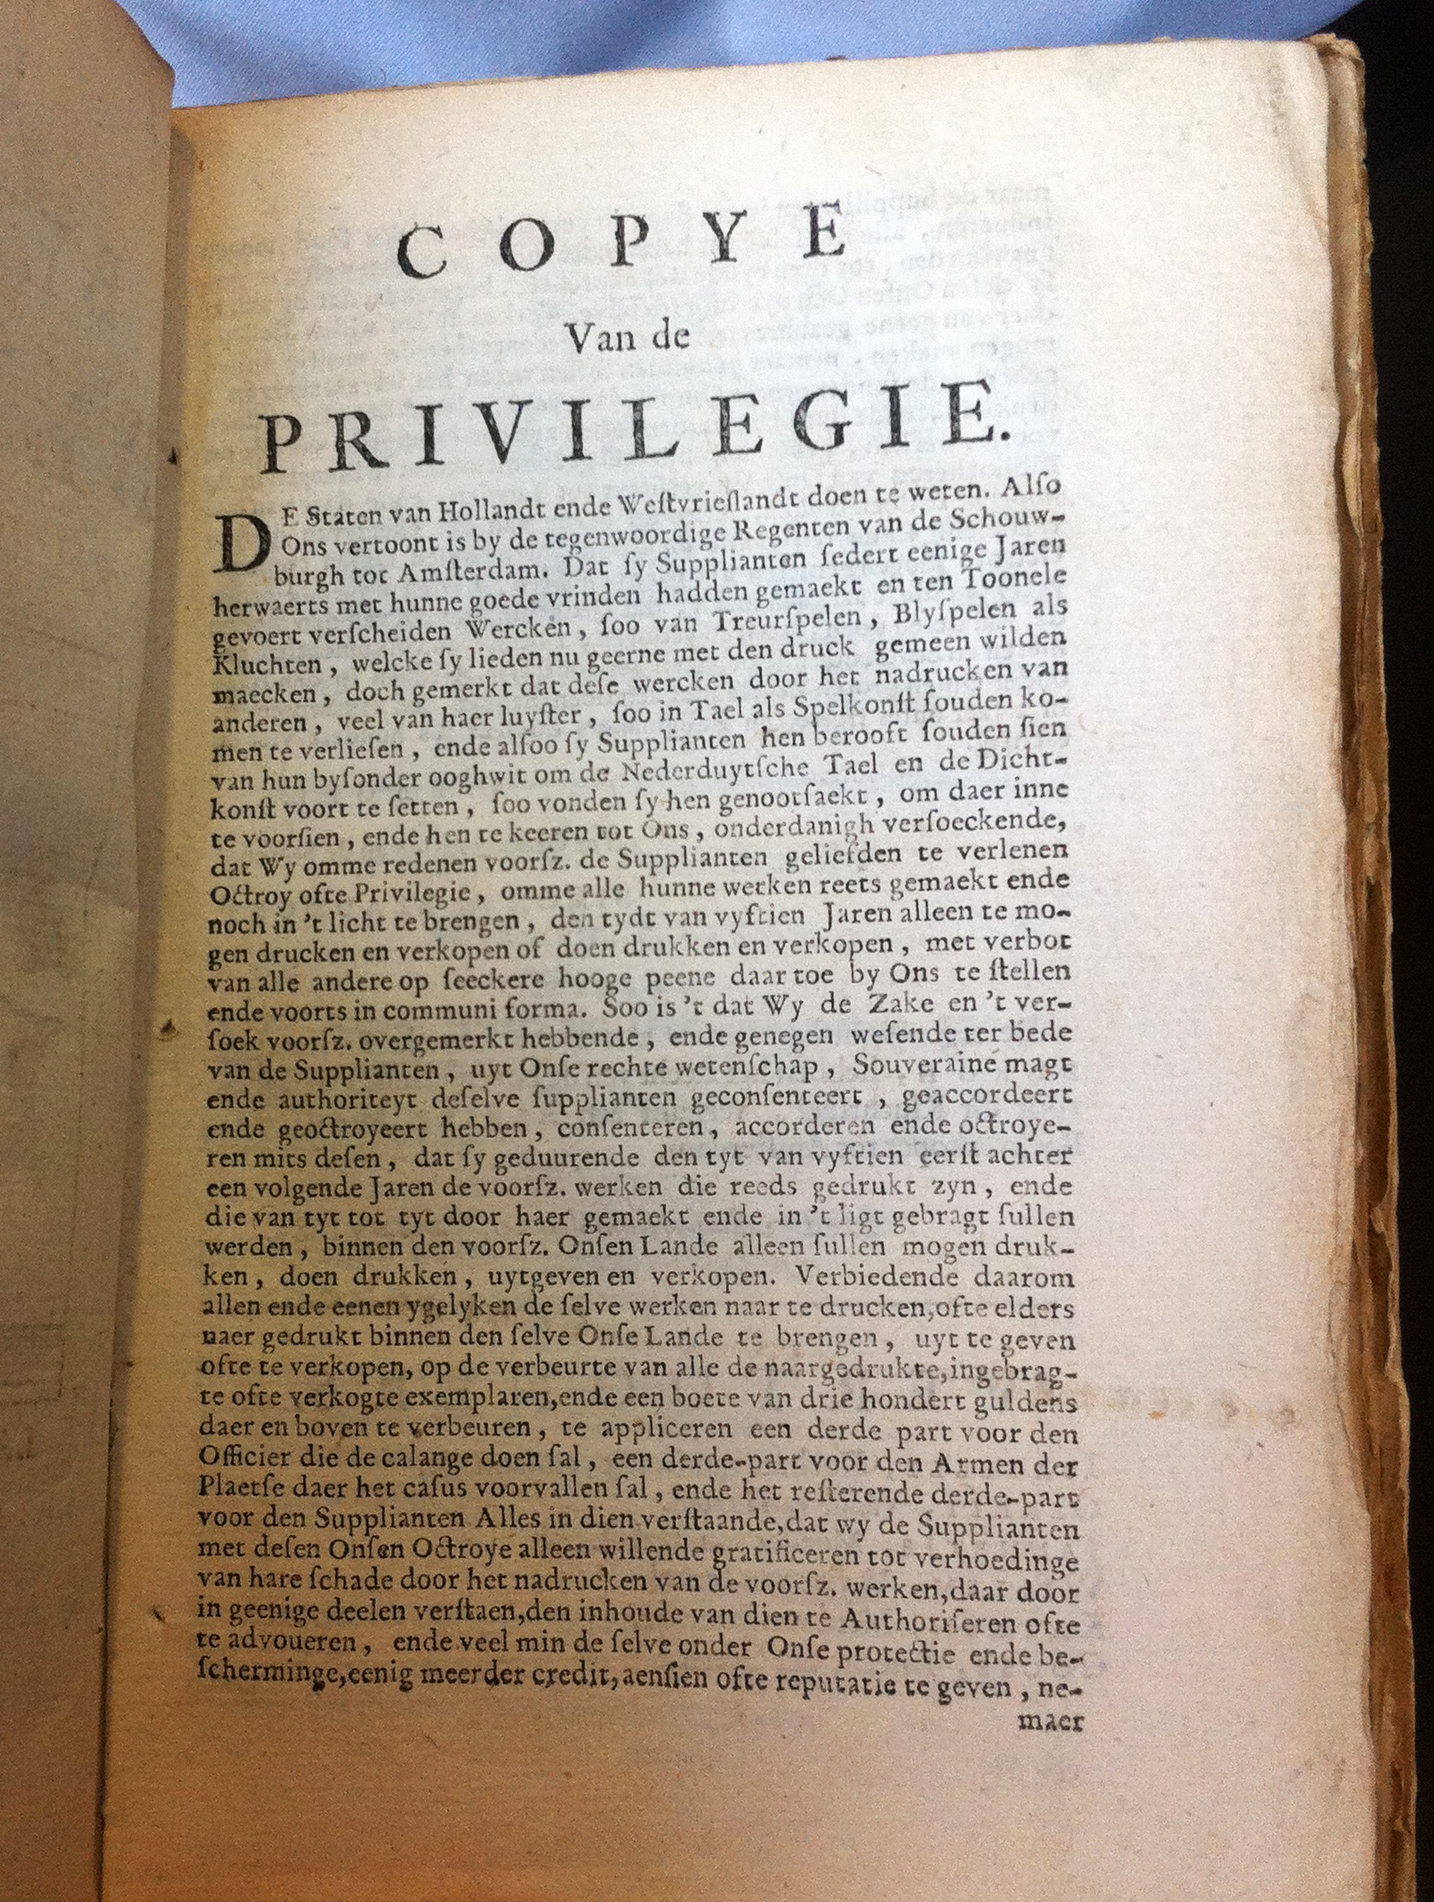 COPYE
Van de
PRIVILEGIE.
DE Staten van Hollandt ende Weſtvrieſlandt doen te weten. Alſo
Ons vertoont is by de tegenwoordige Regenten van de Schouw-
burgh tot Amſterdam. Dat ſy Supplianten ſedert eenige Jaren
herwaerts met hunne goede vrinden hadden gemaekt en ten Toonele
gevoert verſcheiden Wercken, ſoo van Treurſpelen, Blyſpelen als
Kluchten, welcke ſy lieden nu geerne met den druck gemeen wilden
maecken, doch gemerkt dat deſe wercken door het nadrucken van
anderen, veel van haer luyſter, ſoo in Tael als Spelkonſt ſouden ko-
men te verlieſen, ende alſoo ſy Supplianten hen berooft ſouden ſien
van hun byſonder ooghwit om de Nederduytſche Tael en de Dicht-
konſt voort te ſetten, ſoo vonden ſy hen genootſaekt, om daer inne
te voorſien, ende hen te keeren tot Ons, onderdanigh verſoeckende,
dat Wy omme redenen voorſz. de Supplianten geliefden te verlenen
Octroy ofte Privilegie, omme alle hunne werken reets gemaekt ende
noch in 't licht te brengen, den tydt van vyftien Jaren alleen te mo-
gen drucken en verkopen of doen drukken en verkopen, met verbot
van alle andere op ſeeckere hooge peene daar toe by Ons te ſtellen
ende voorts in communi forma. Soo is 't dat Wy de Zake en 't ver-
ſoek voorſz. overgemerkt hebbende, ende genegen weſende ter bede
van de Supplianten, uyt Onſe rechte wetenſchap, Souveraine magt
ende authoriteyt deſelve ſupplianten geconſenteert, geaccordeert
ende geoctroyeert hebben, conſenteren, accorderen ende octroye-
ren mits deſen, dat ſy geduurende den tyt van vyftien eerſt achter
een volgende Jaren de voorſz. werken die reeds gedrukt zyn, ende
die van tyt tot tyt door haer gemaekt ende in 't ligt gebragt ſullen
werden, binnen den voorſz. Onſen Lande alleen ſullen mogen druk-
ken, doen drukken, uytgeven en verkopen. Verbiedende daarom
allen ende eenen ygelyken de ſelve werken naar te drucken, ofte elders
naer gedrukt binnen den ſelve Onſe Lande te brengen, uyt te geven
ofte te verkopen, op de verbeurte van alle de naargedrukte, ingebrag-
te ofte verkogte exemplaren, ende een boete van drie hondert guldens
daer en boven te verbeuren, te appliceren een derde part voor den
Officier die de calange doen ſal, een derde-part voor den Armen der
Plaetſe daer het caſus voorvallen ſal, ende het reſterende derde-part
voor den Supplianten Alles in dien verſtaande, dat wy de Supplianten
met deſen Onſen Octroye alleen willende gratificeren tot verhoedinge
van hare ſchade door het nadrucken van de voorſz. werken, daar door
in geenige deelen verſtaen, den inhoude van dien te Authoriſeren ofte
te advoueren, ende veel min de ſelve onder Onſe protectie ende be-
ſcherminge, eenig meerder credit, aenſien ofte reputatie te geven, ne-
maer